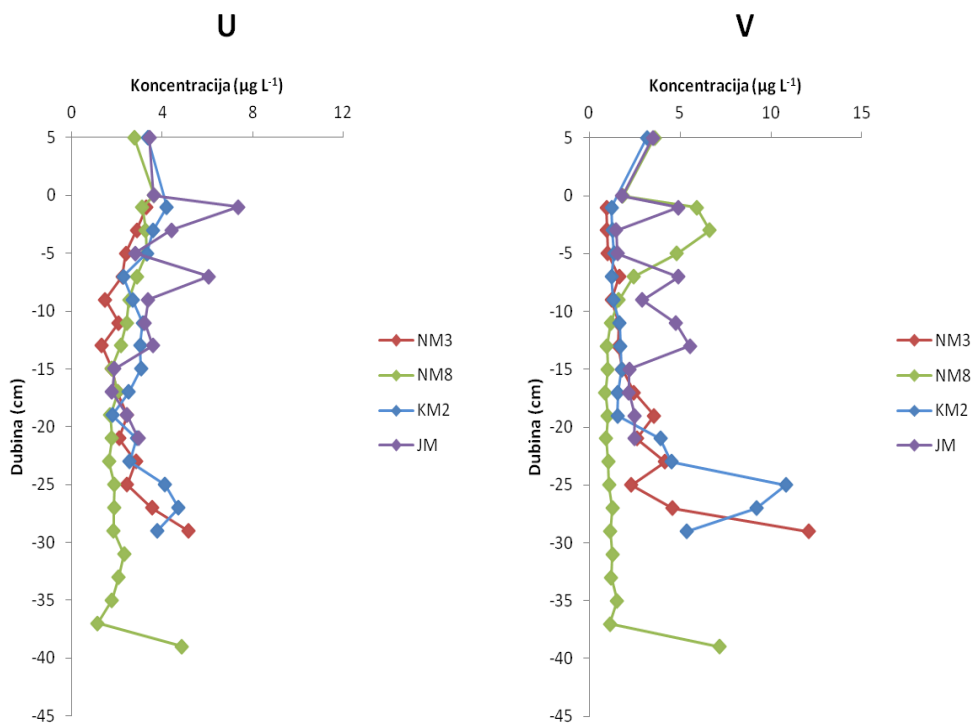 U
Koncentracija (µg L⁻¹)
0 4 8 12
5
0
-5
-10
-15
-20
-25
-30
-35
-40
-45
Dubina (cm)
NM3
NM8
KM2
JM
V
Koncentracija (µg L⁻¹)
0 5 10 15
5
0
-5
-10
-15
-20
-25
-30
-35
-40
-45
Dubina (cm)
NM3
NM8
KM2
JM